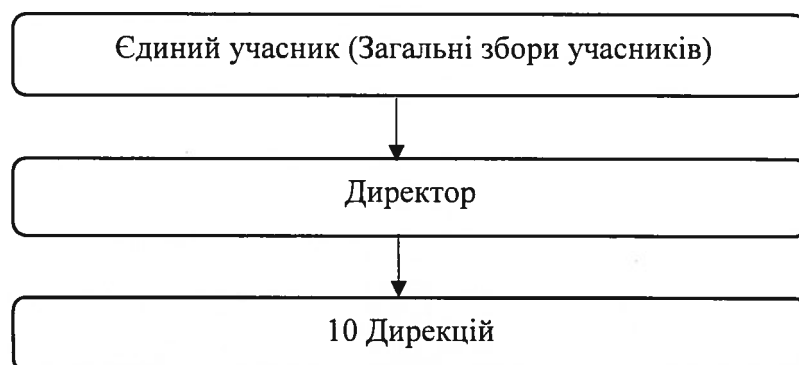 Єдиний учасник (Загальні збори учасників)
Директор
10 Дирекцій